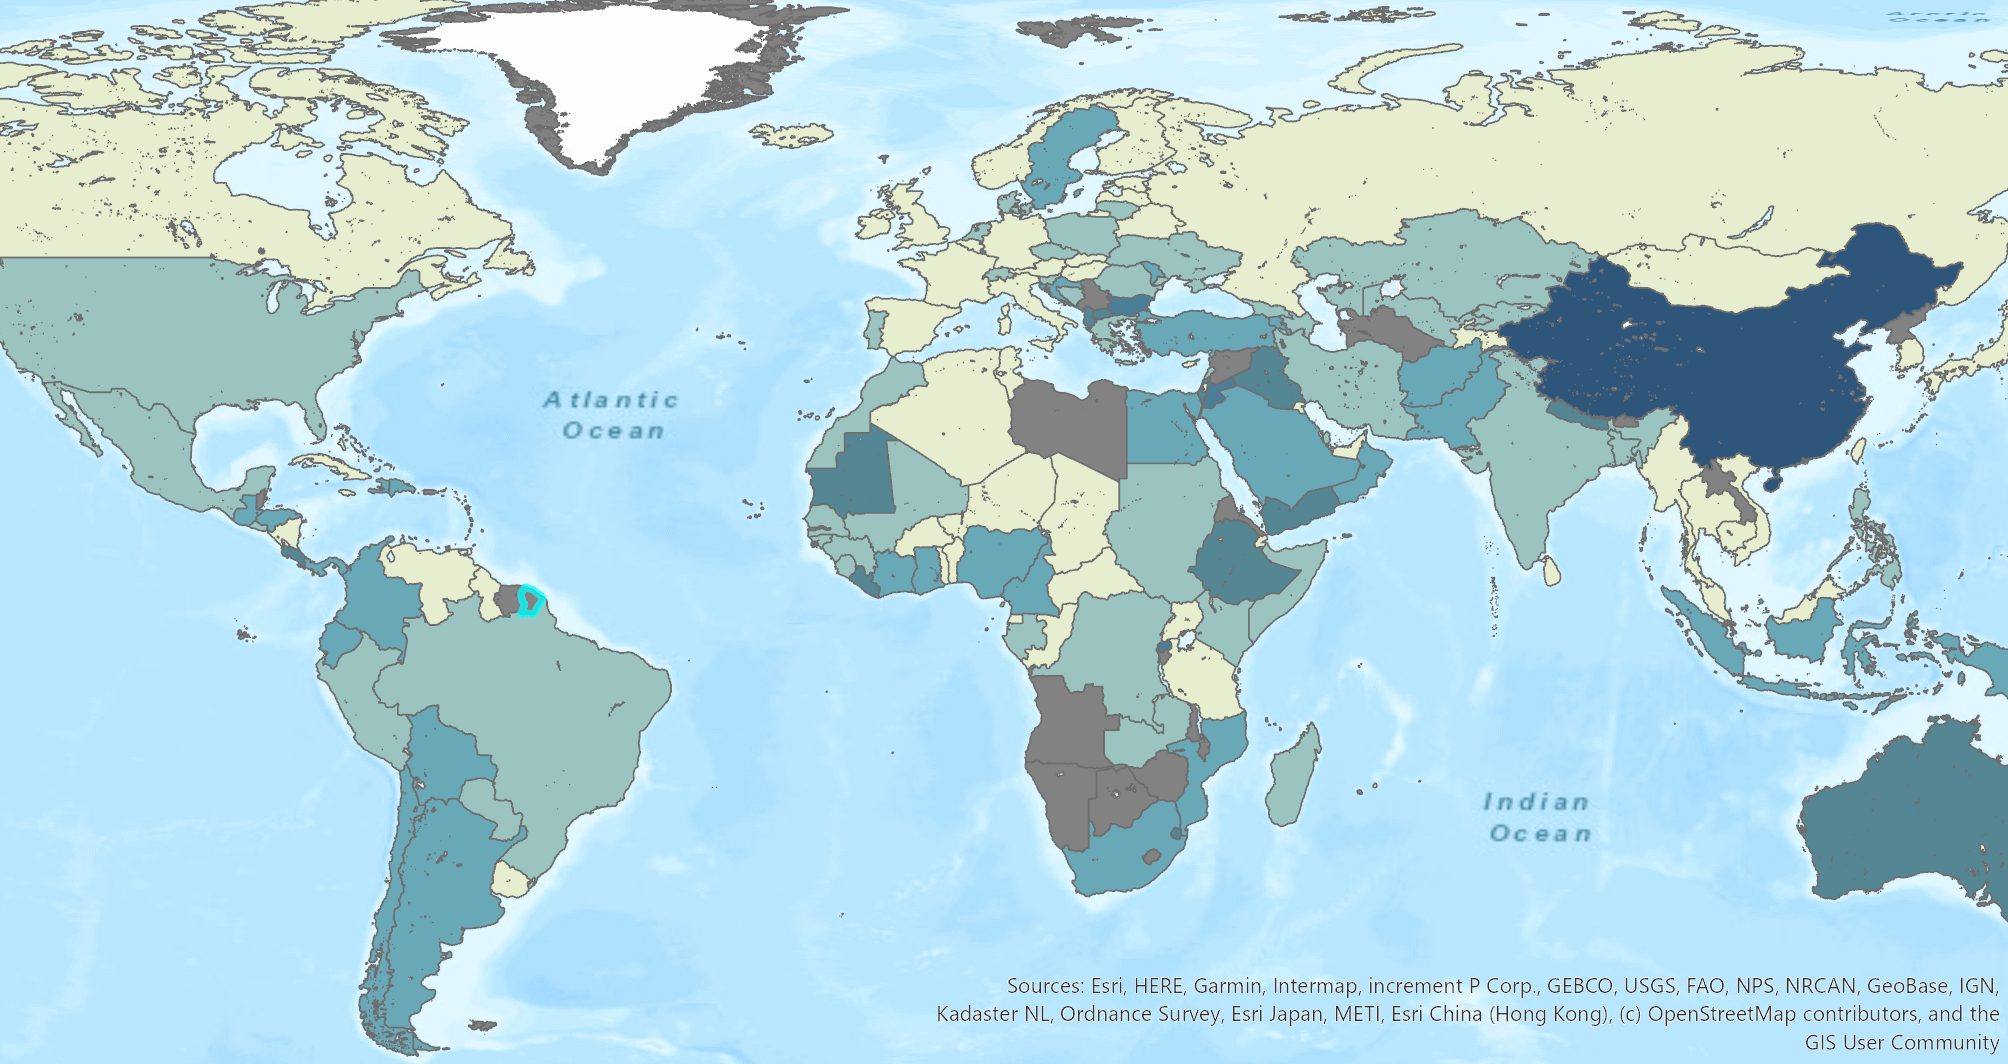 Arctic
Ocean
Atlantic
Ocean
Indian
Ocean
Sources: Esri, HERE, Garmin, Intermap, increment P Corp., GEBCO, USGS, FAO, NPS, NRCAN, GeoBase, IGN,
Kadaster NL, Ordnance Survey, Esri Japan, METI, Esri China (Hong Kong), (c) OpenStreetMap contributors, and the
GIS User Community